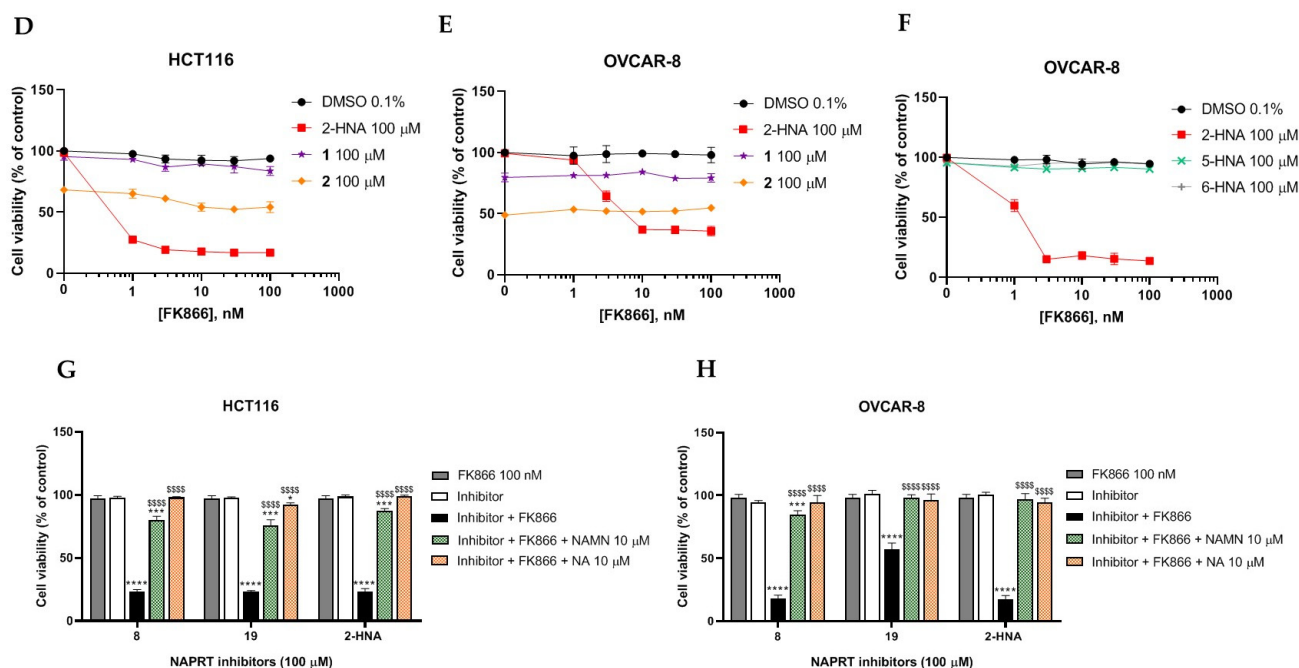 D
HCT116
Cell viability (% of control)
150
100
50
0
0
1
10
100
1000
[FK866], nM
DMSO 0.1%
2-HNA 100 μM
1 100 μM
2 100 μM
E
OVCAR-8
Cell viability (% of control)
150
100
50
0
0
1
10
100
1000
[FK866], nM
DMSO 0.1%
2-HNA 100 μM
1 100 μM
2 100 μM
F
OVCAR-8
Cell viability (% of control)
150
100
50
0
0
1
10
100
1000
[FK866], nM
DMSO 0.1%
2-HNA 100 μM
5-HNA 100 μM
6-HNA 100 μM
G
HCT116
Cell viability (% of control)
150
100
50
0
**** $$$$ *** $$$$
**** $$$$ *** $$$$ *
**** $$$$ *** $$$$
8
19
2-HNA
NAPRT inhibitors (100 μM)
FK866 100 nM
Inhibitor
Inhibitor + FK866
Inhibitor + FK866 + NAMN 10 μM
Inhibitor + FK866 + NA 10 μM
H
OVCAR-8
Cell viability (% of control)
150
100
50
0
**** $$$$ *** $$$$
**** $$$$ $$$$
**** $$$$ $$$$
8
19
2-HNA
NAPRT inhibitors (100 μM)
FK866 100 nM
Inhibitor
Inhibitor + FK866
Inhibitor + FK866 + NAMN 10 μM
Inhibitor + FK866 + NA 10 μM